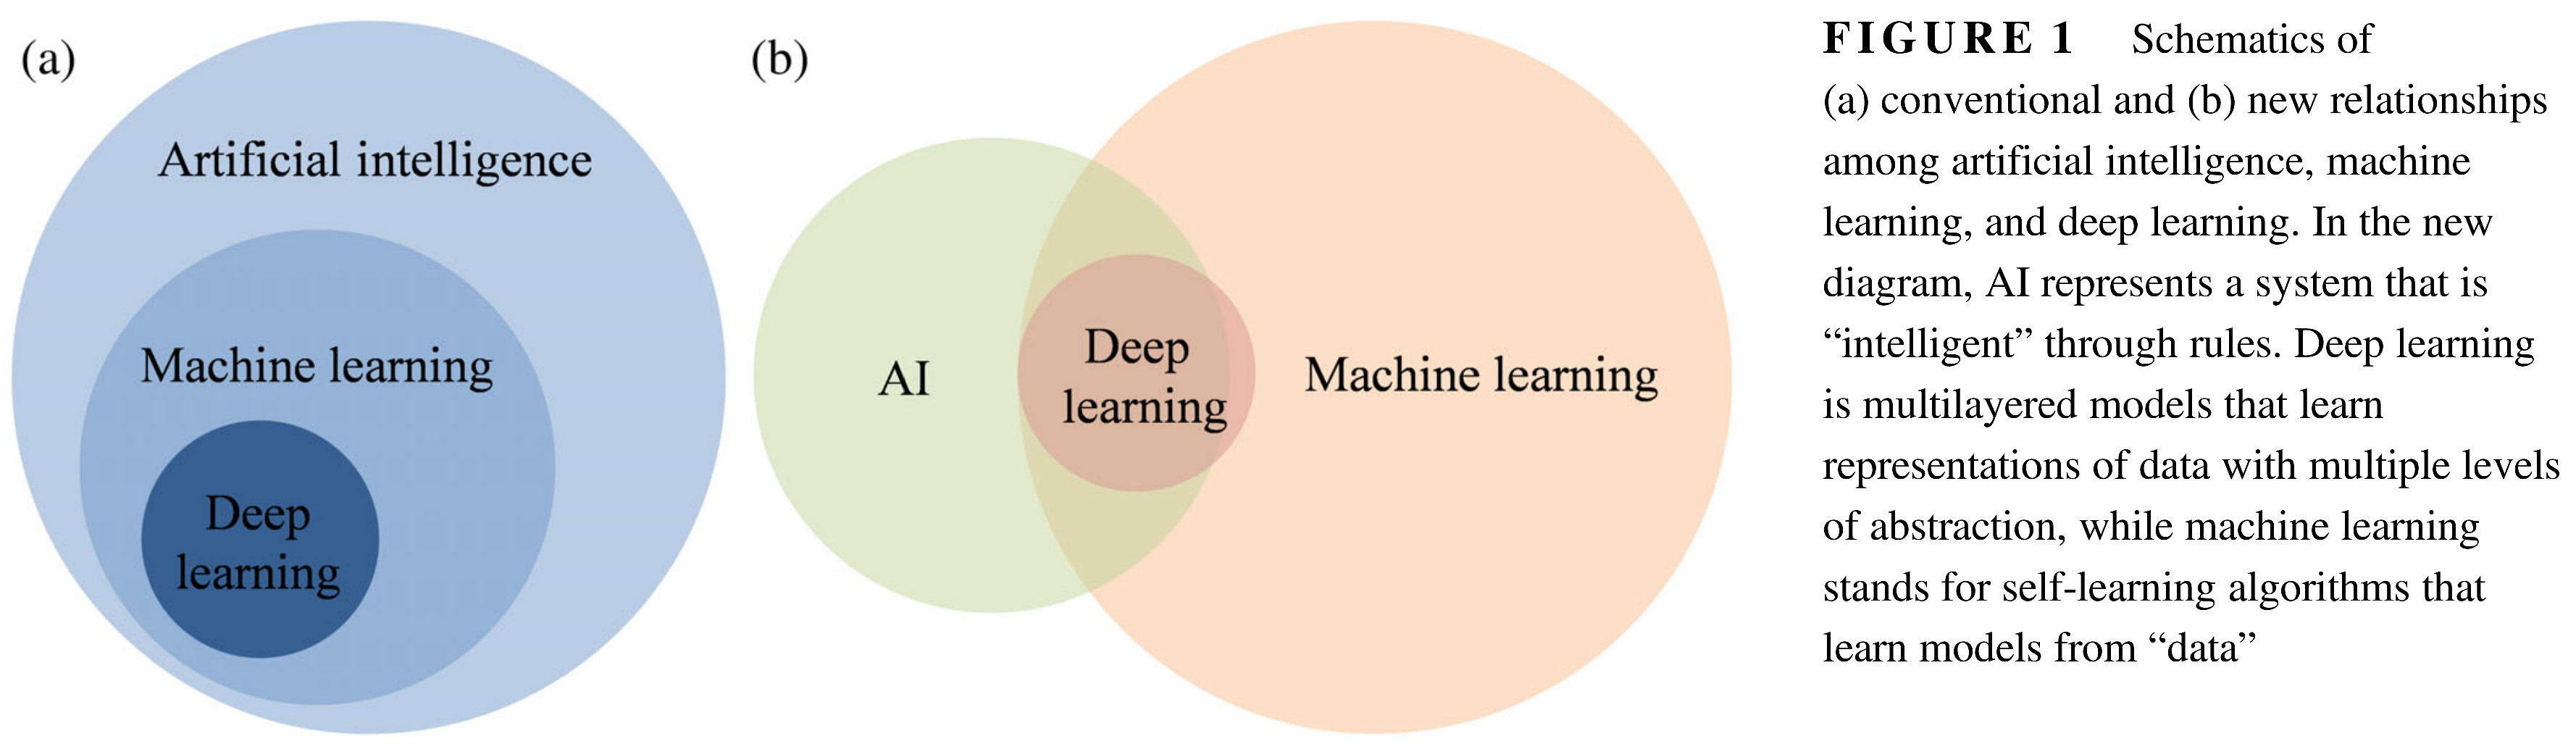 (a)
Artificial intelligence
Machine learning
Deep
learning
(b)
AI
Deep
learning
Machine learning
FIGURE 1 Schematics of
(a) conventional and (b) new relationships
among artificial intelligence, machine
learning, and deep learning. In the new
diagram, AI represents a system that is
“intelligent” through rules. Deep learning
is multilayered models that learn
representations of data with multiple levels
of abstraction, while machine learning
stands for self-learning algorithms that
learn models from “data”